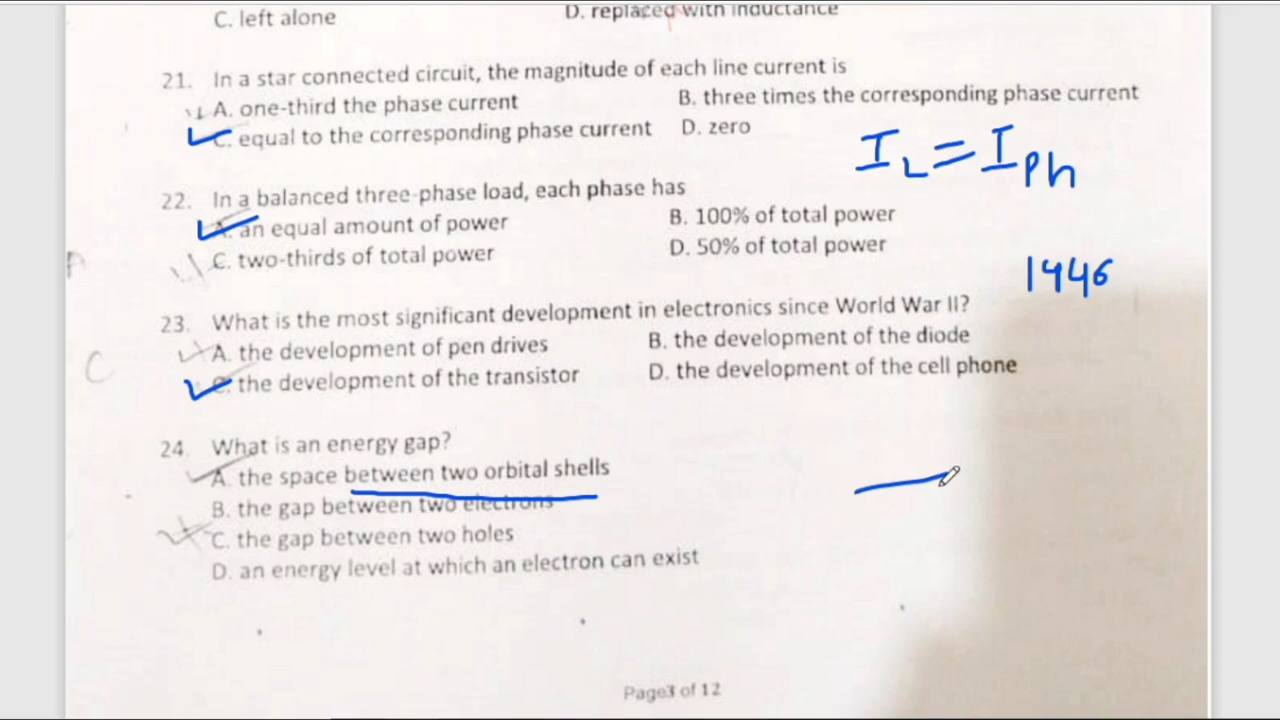 C. left alone D. replaced with inductance
21. In a star connected circuit, the magnitude of each line current is
A. one-third the phase current B. three times the corresponding phase current
C. equal to the corresponding phase current D. zero
I L = I Ph
22. In a balanced three-phase load, each phase has
A. an equal amount of power B. 100% of total power
C. two-thirds of total power D. 50% of total power
A
1946
23. What is the most significant development in electronics since World War II?
A. the development of pen drives B. the development of the diode
C. the development of the transistor D. the development of the cell phone
C
24. What is an energy gap?
A. the space between two orbital shells
B. the gap between two electrons
C. the gap between two holes
D. an energy level at which an electron can exist
Page3 of 12